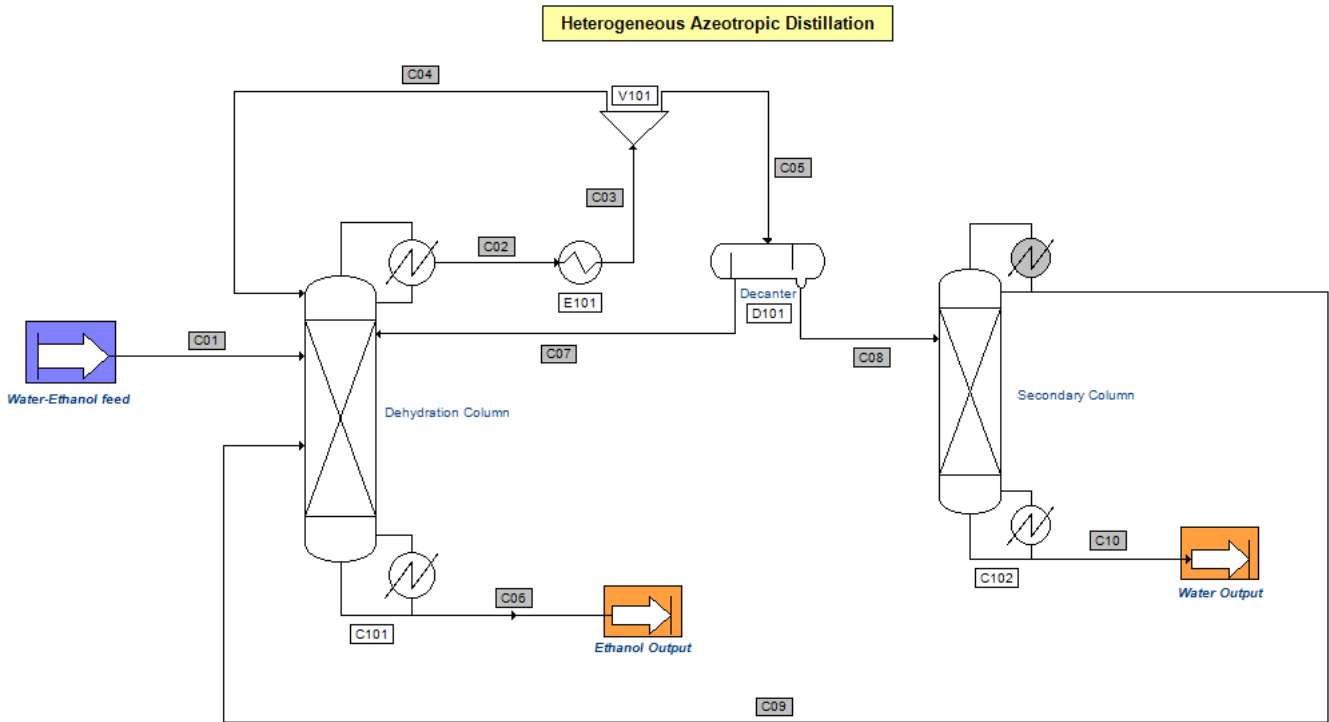 Heterogeneous Azeotropic Distillation
C04
V101
C05
C03
C02
E101
Decanter
D101
C01
C07
C08
Water-Ethanol feed
Dehydration Column
Secondary Column
C10
C102
Water Output
C06
C101
Ethanol Output
C09